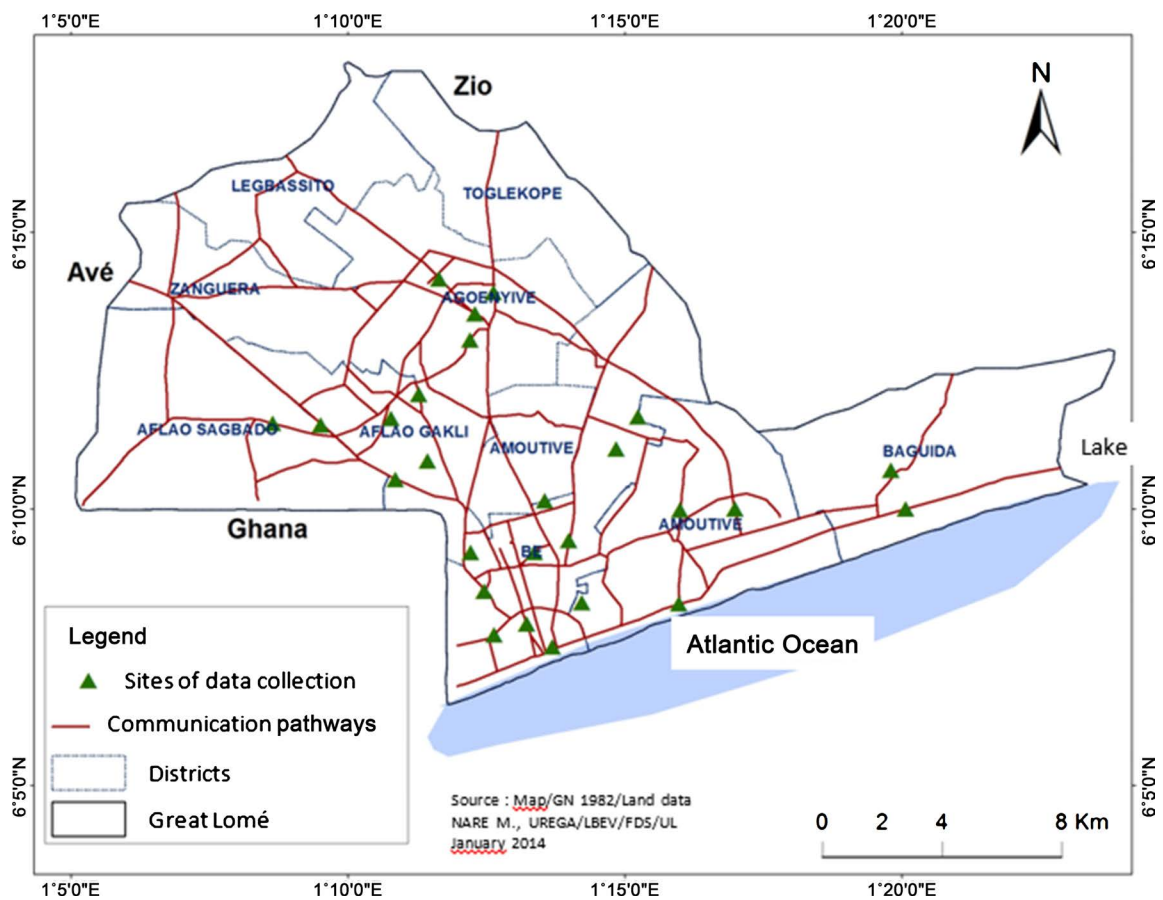 1°5'0"E 1°10'0"E 1°15'0"E 1°20'0"E
N
Zio
LEGBASSITO
TOGLEKOPE
6°15'0"N
6°15'0"N
Avé
ZANGUERA
AGOENYIVE
AFLAO SAGBADO
AFLAO GAKLI
AMOUTIVE
BAGUIDA
Lake
6°10'0"N
6°10'0"N
Ghana
AMOUTIVE
BE
Atlantic Ocean
Legend
Sites of data collection
Communication pathways
Districts
Great Lomé
6°5'0"N
6°5'0"N
Source : Map/GN 1982/Land data
NARE M., UREGA/LBEV/FDS/UL
January 2014
0 2 4 8 Km
1°5'0"E 1°10'0"E 1°15'0"E 1°20'0"E